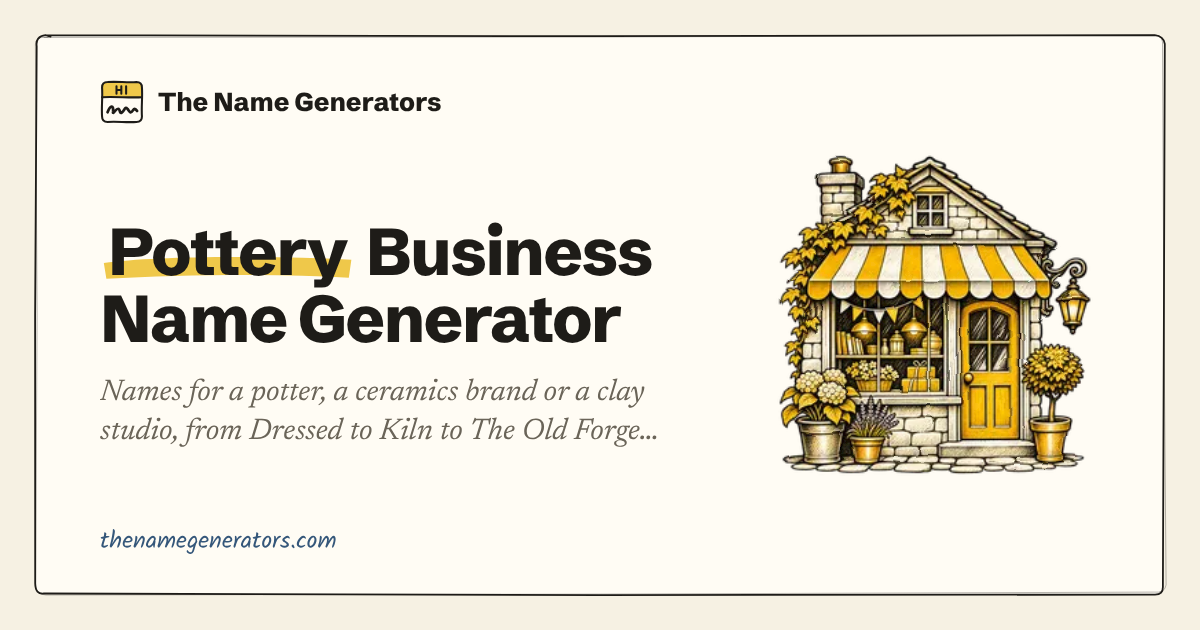 HI
The Name Generators
Pottery Business
Name Generator
Names for a potter, a ceramics brand or a clay
studio, from Dressed to Kiln to The Old Forge...
thenamegenerators.com